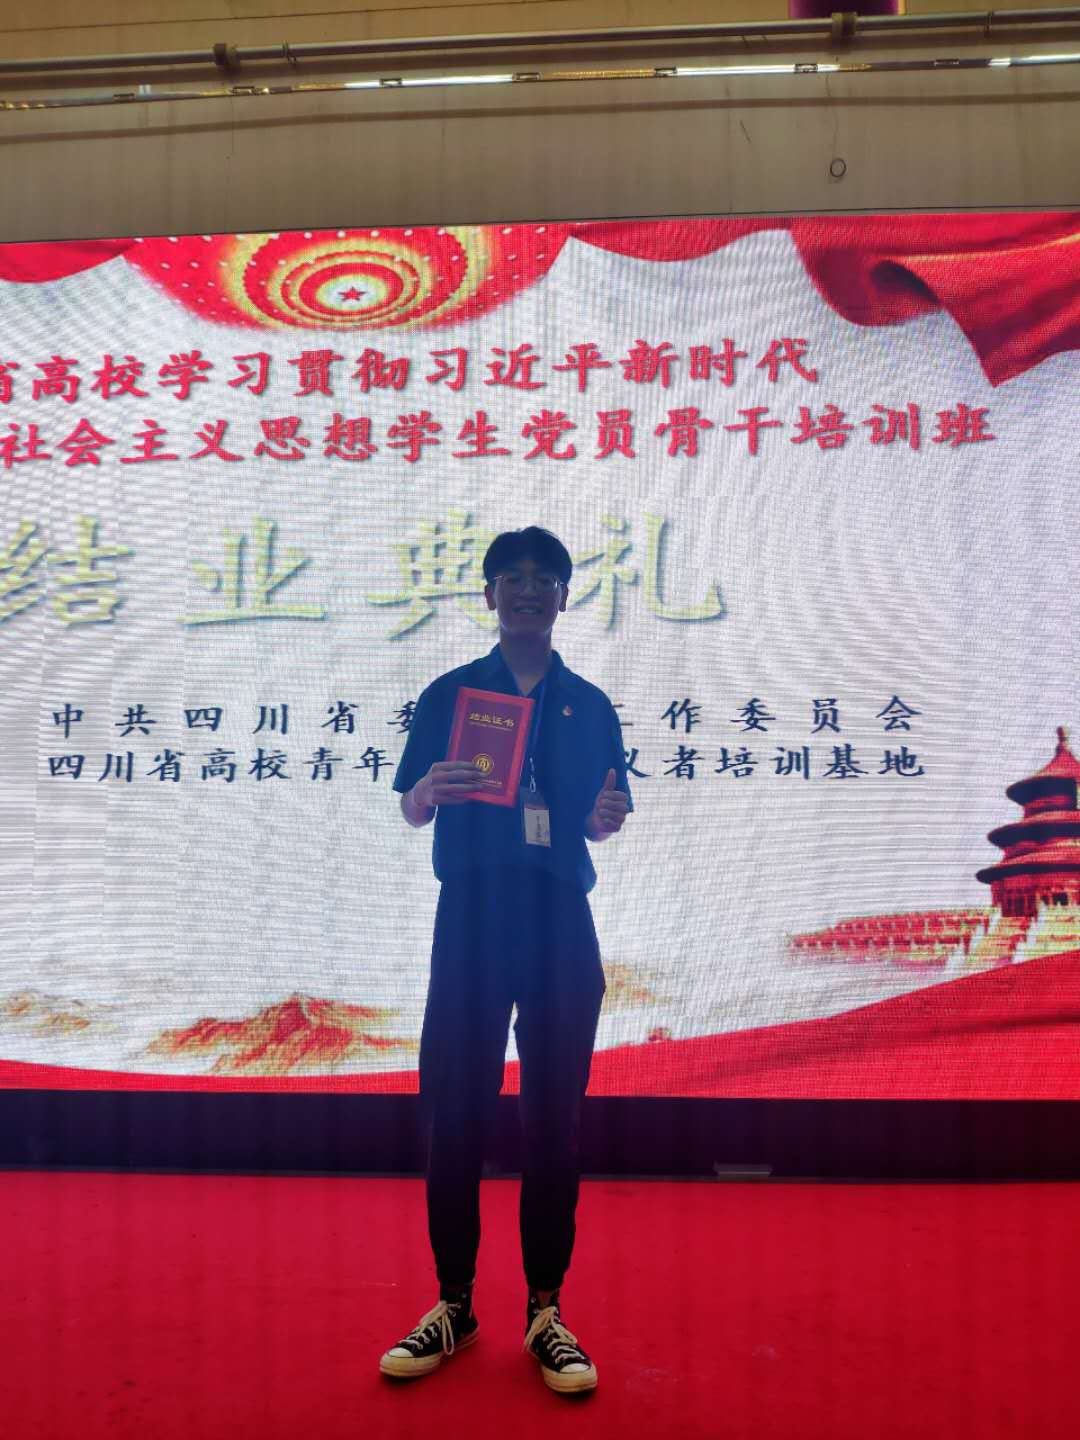 省高校学习贯彻习近平新时代
社会主义思想学生党员骨干培训班
结业典礼
中共四川省委 工作委员会
四川省高校青年 义者培训基地
结业证书